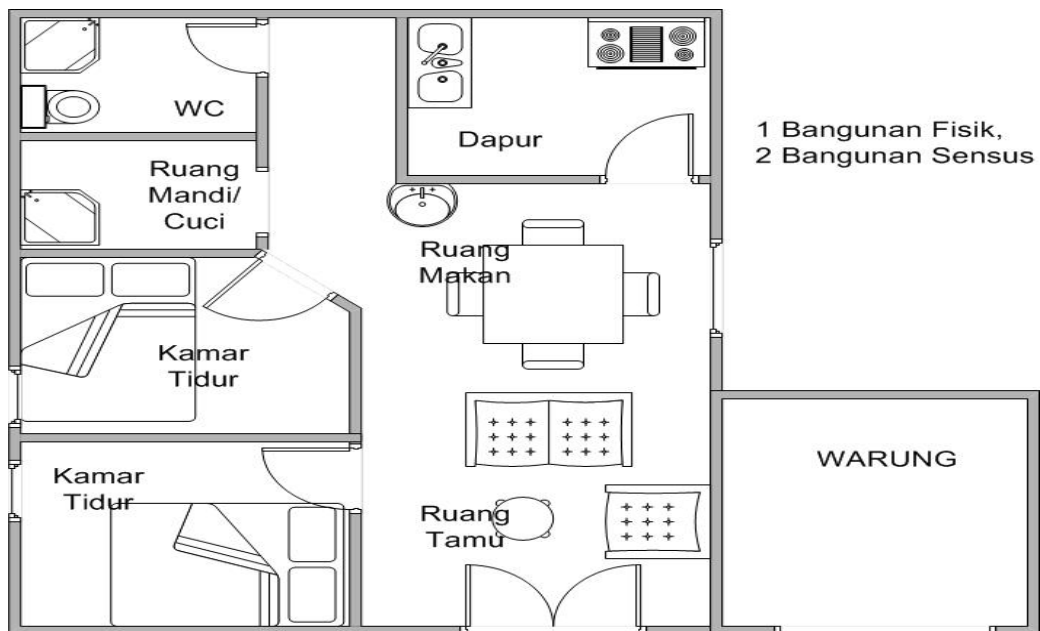 WC
Dapur
1 Bangunan Fisik,
2 Bangunan Sensus
Ruang
Mandi/
Cuci
Ruang
Makan
Kamar
Tidur
Kamar
Tidur
WARUNG
Ruang
Tamu